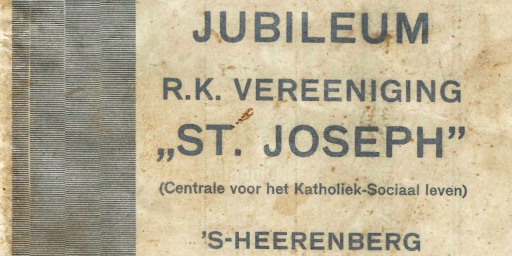 JUBILEUM
R.K. VEREENIGING
„ST. JOSEPH”
(Centrale voor het Katholiek-Sociaal leven)
'S-HEERENBERG